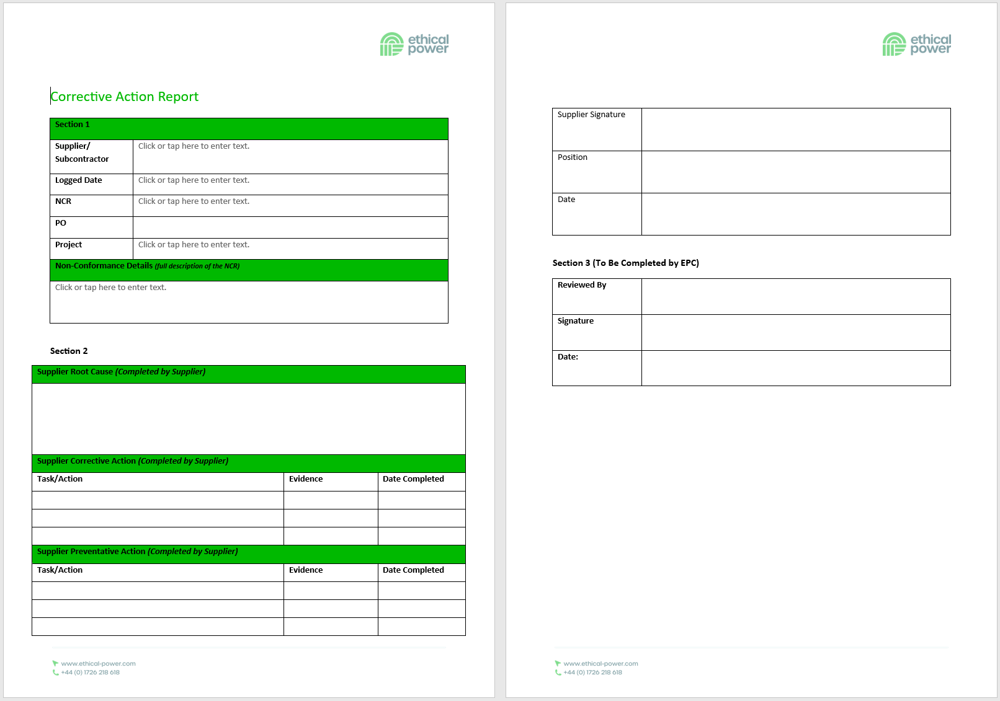 ethical
power
Corrective Action Report
Section 1
Supplier/
Subcontractor
Click or tap here to enter text.
Logged Date
Click or tap here to enter text.
NCR
Click or tap here to enter text.
PO
Project
Click or tap here to enter text.
Non-Conformance Details (full description of the NCR)
Click or tap here to enter text.
Section 2
Supplier Root Cause (Completed by Supplier)
Supplier Corrective Action (Completed by Supplier)
Task/Action Evidence Date Completed
Supplier Preventative Action (Completed by Supplier)
Task/Action Evidence Date Completed
www.ethical-power.com
+44 (0) 1726 218 618
ethical
power
Supplier Signature
Position
Date
Section 3 (To Be Completed by EPC)
Reviewed By
Signature
Date:
www.ethical-power.com
+44 (0) 1726 218 618